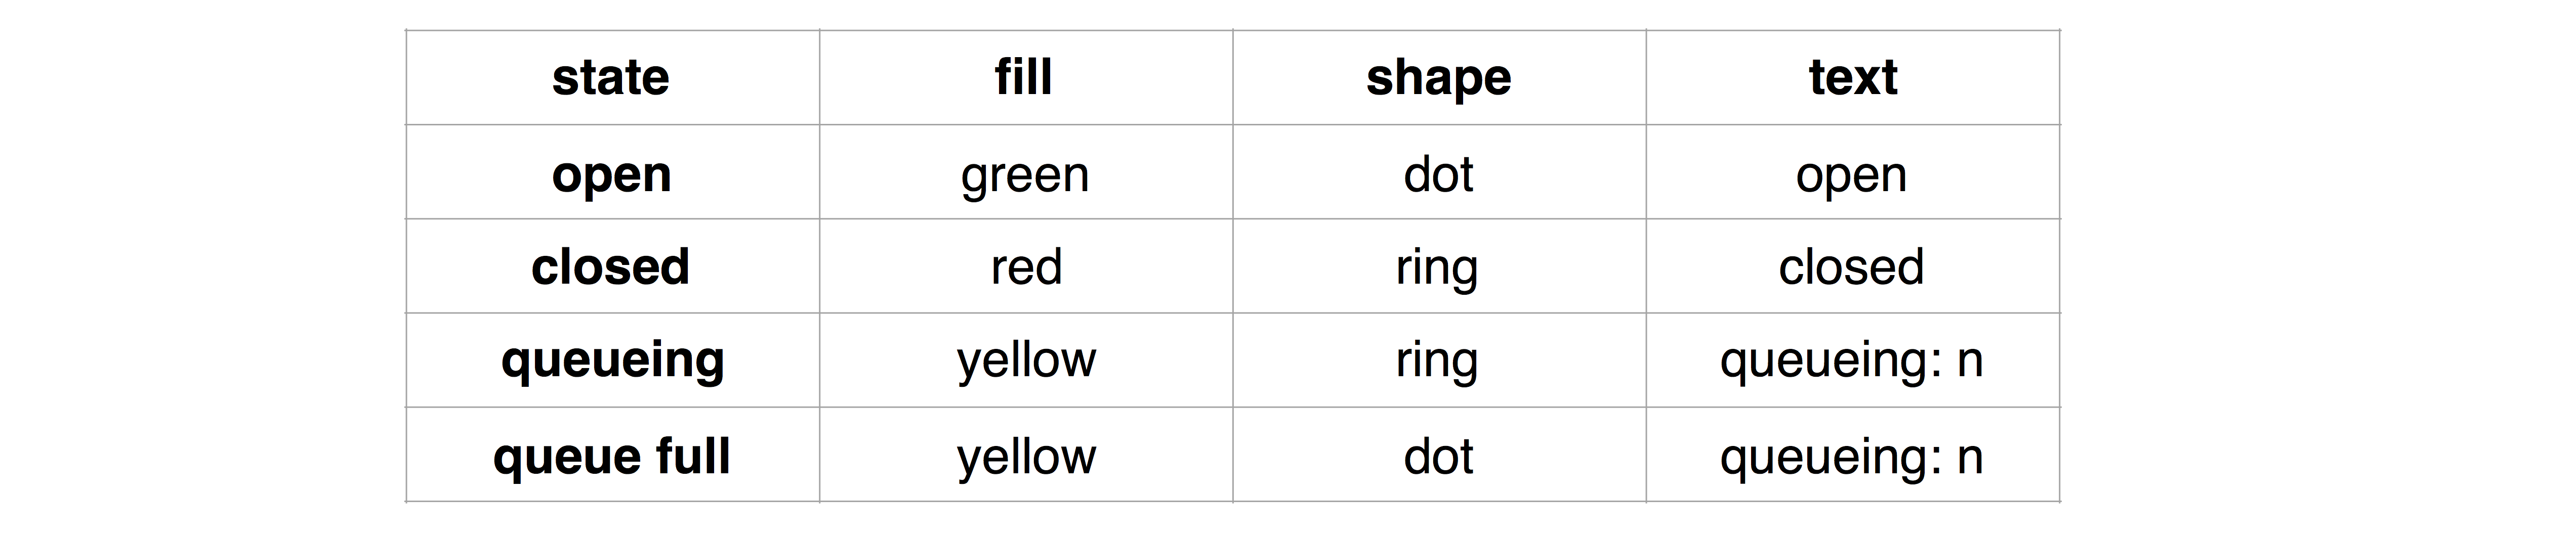 state fill shape text
open green dot open
closed red ring closed
queueing yellow ring queueing: n
queue full yellow dot queueing: n